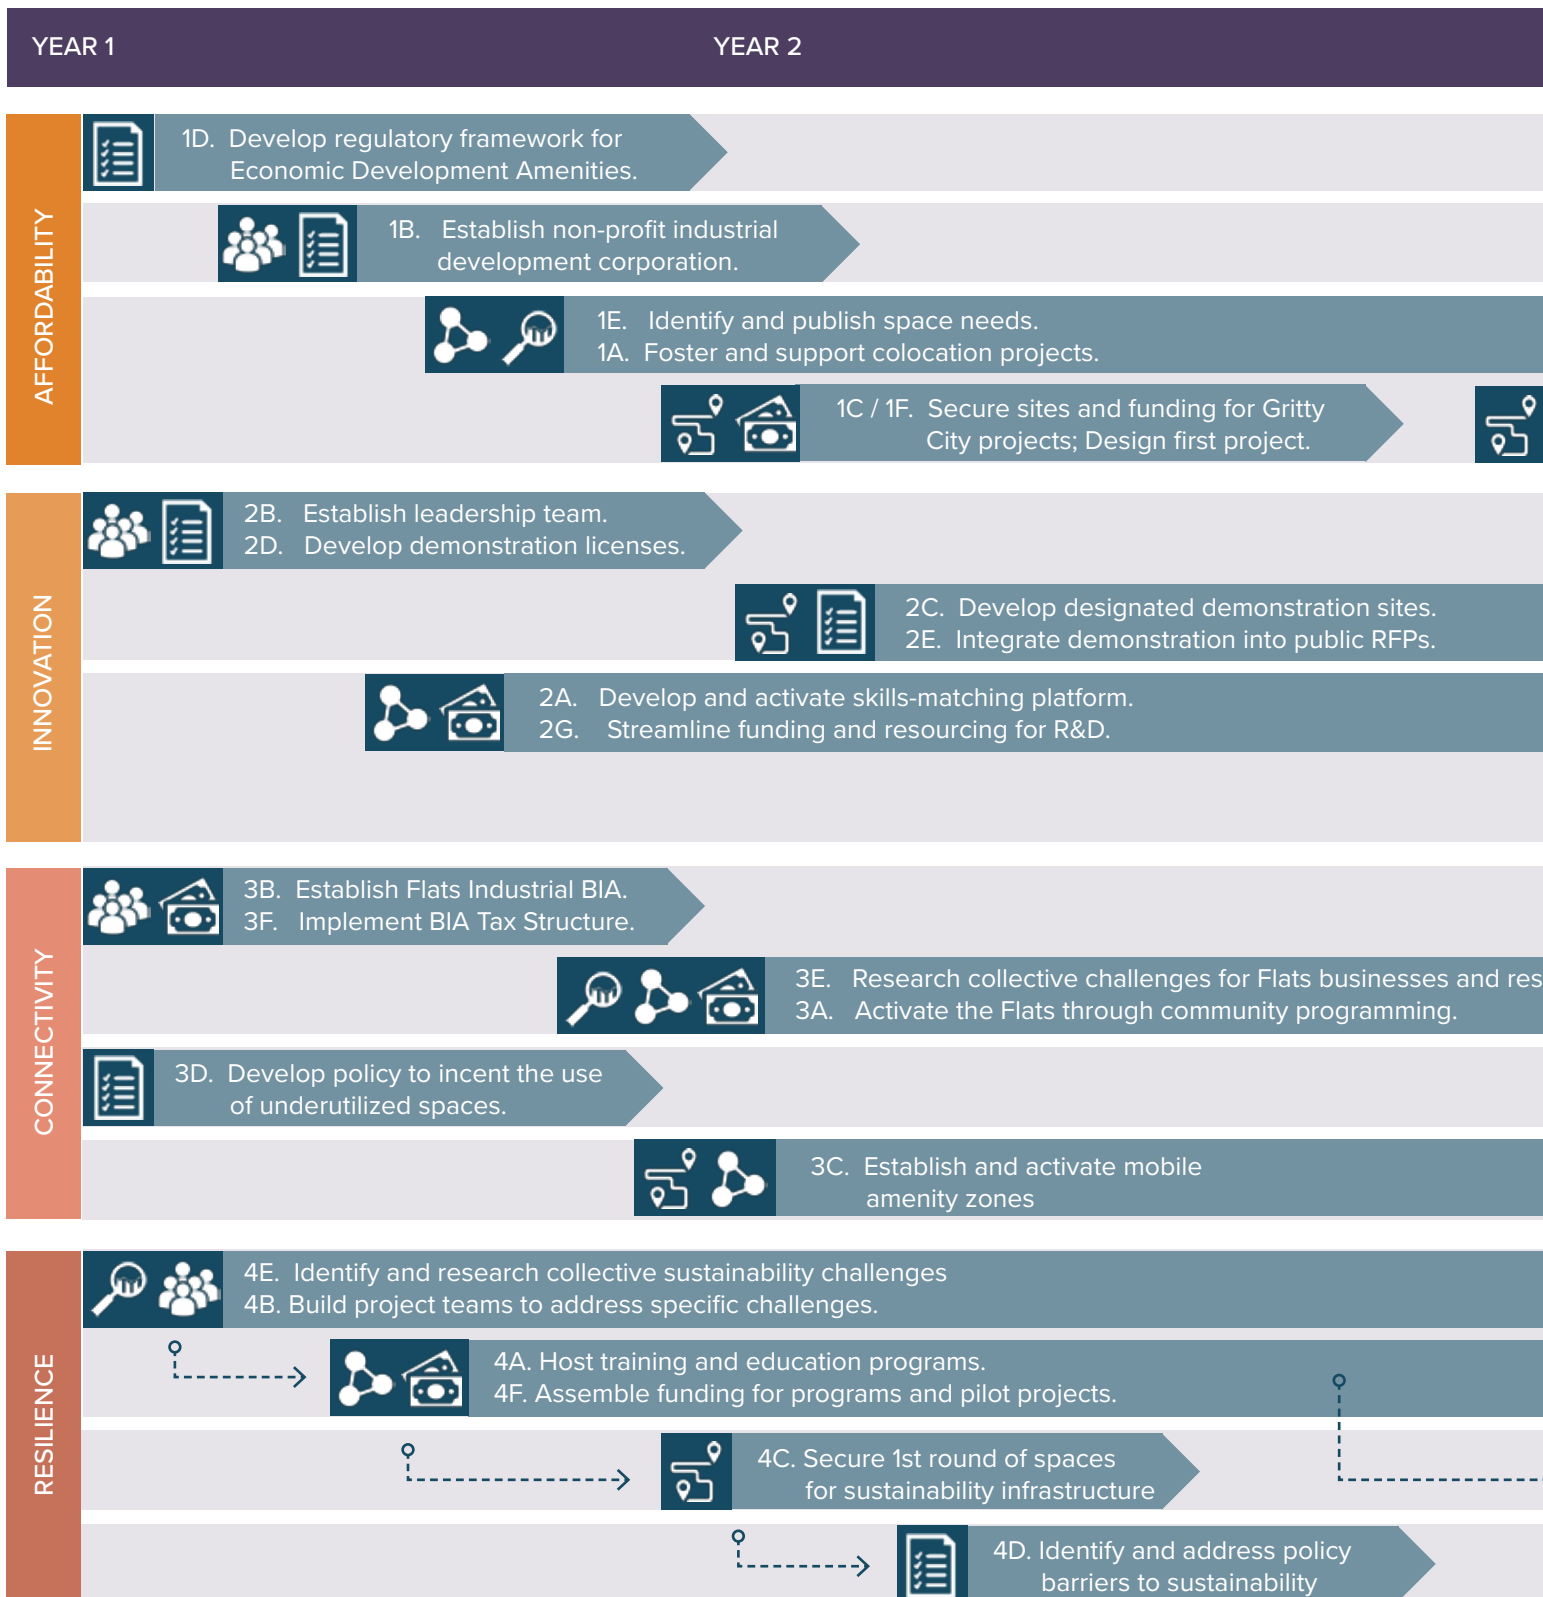 YEAR 1
YEAR 2
AFFORDABILITY
1D. Develop regulatory framework for
Economic Development Amenities.
1B. Establish non-profit industrial
development corporation.
1E. Identify and publish space needs.
1A. Foster and support colocation projects.
1C / 1F. Secure sites and funding for Gritty
City projects; Design first project.
INNOVATION
2B. Establish leadership team.
2D. Develop demonstration licenses.
2C. Develop designated demonstration sites.
2E. Integrate demonstration into public RFPs.
2A. Develop and activate skills-matching platform.
2G. Streamline funding and resourcing for R&D.
CONNECTIVITY
3B. Establish Flats Industrial BIA.
3F. Implement BIA Tax Structure.
3E. Research collective challenges for Flats businesses and res
3A. Activate the Flats through community programming.
3D. Develop policy to incent the use
of underutilized spaces.
3C. Establish and activate mobile
amenity zones
RESILIENCE
4E. Identify and research collective sustainability challenges
4B. Build project teams to address specific challenges.
4A. Host training and education programs.
4F. Assemble funding for programs and pilot projects.
4C. Secure 1st round of spaces
for sustainability infrastructure
4D. Identify and address policy
barriers to sustainability